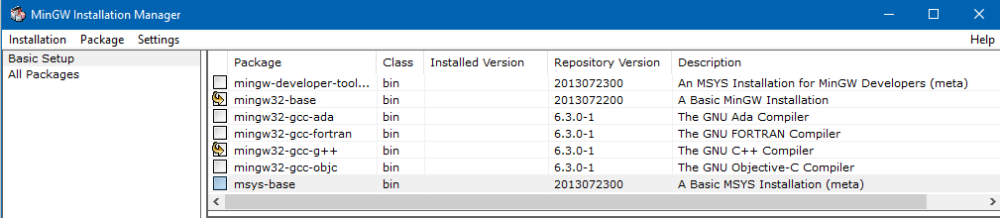 MinGW Installation Manager
Installation Package Settings Help
Basic Setup
All Packages
Package Class Installed Version Repository Version Description
mingw-developer-tool... bin 2013072300 An MSYS Installation for MinGW Developers (meta)
mingw32-base bin 2013072200 A Basic MinGW Installation
mingw32-gcc-ada bin 6.3.0-1 The GNU Ada Compiler
mingw32-gcc-fortran bin 6.3.0-1 The GNU FORTRAN Compiler
mingw32-gcc-g++ bin 6.3.0-1 The GNU C++ Compiler
mingw32-gcc-objc bin 6.3.0-1 The GNU Objective-C Compiler
msys-base bin 2013072300 A Basic MSYS Installation (meta)